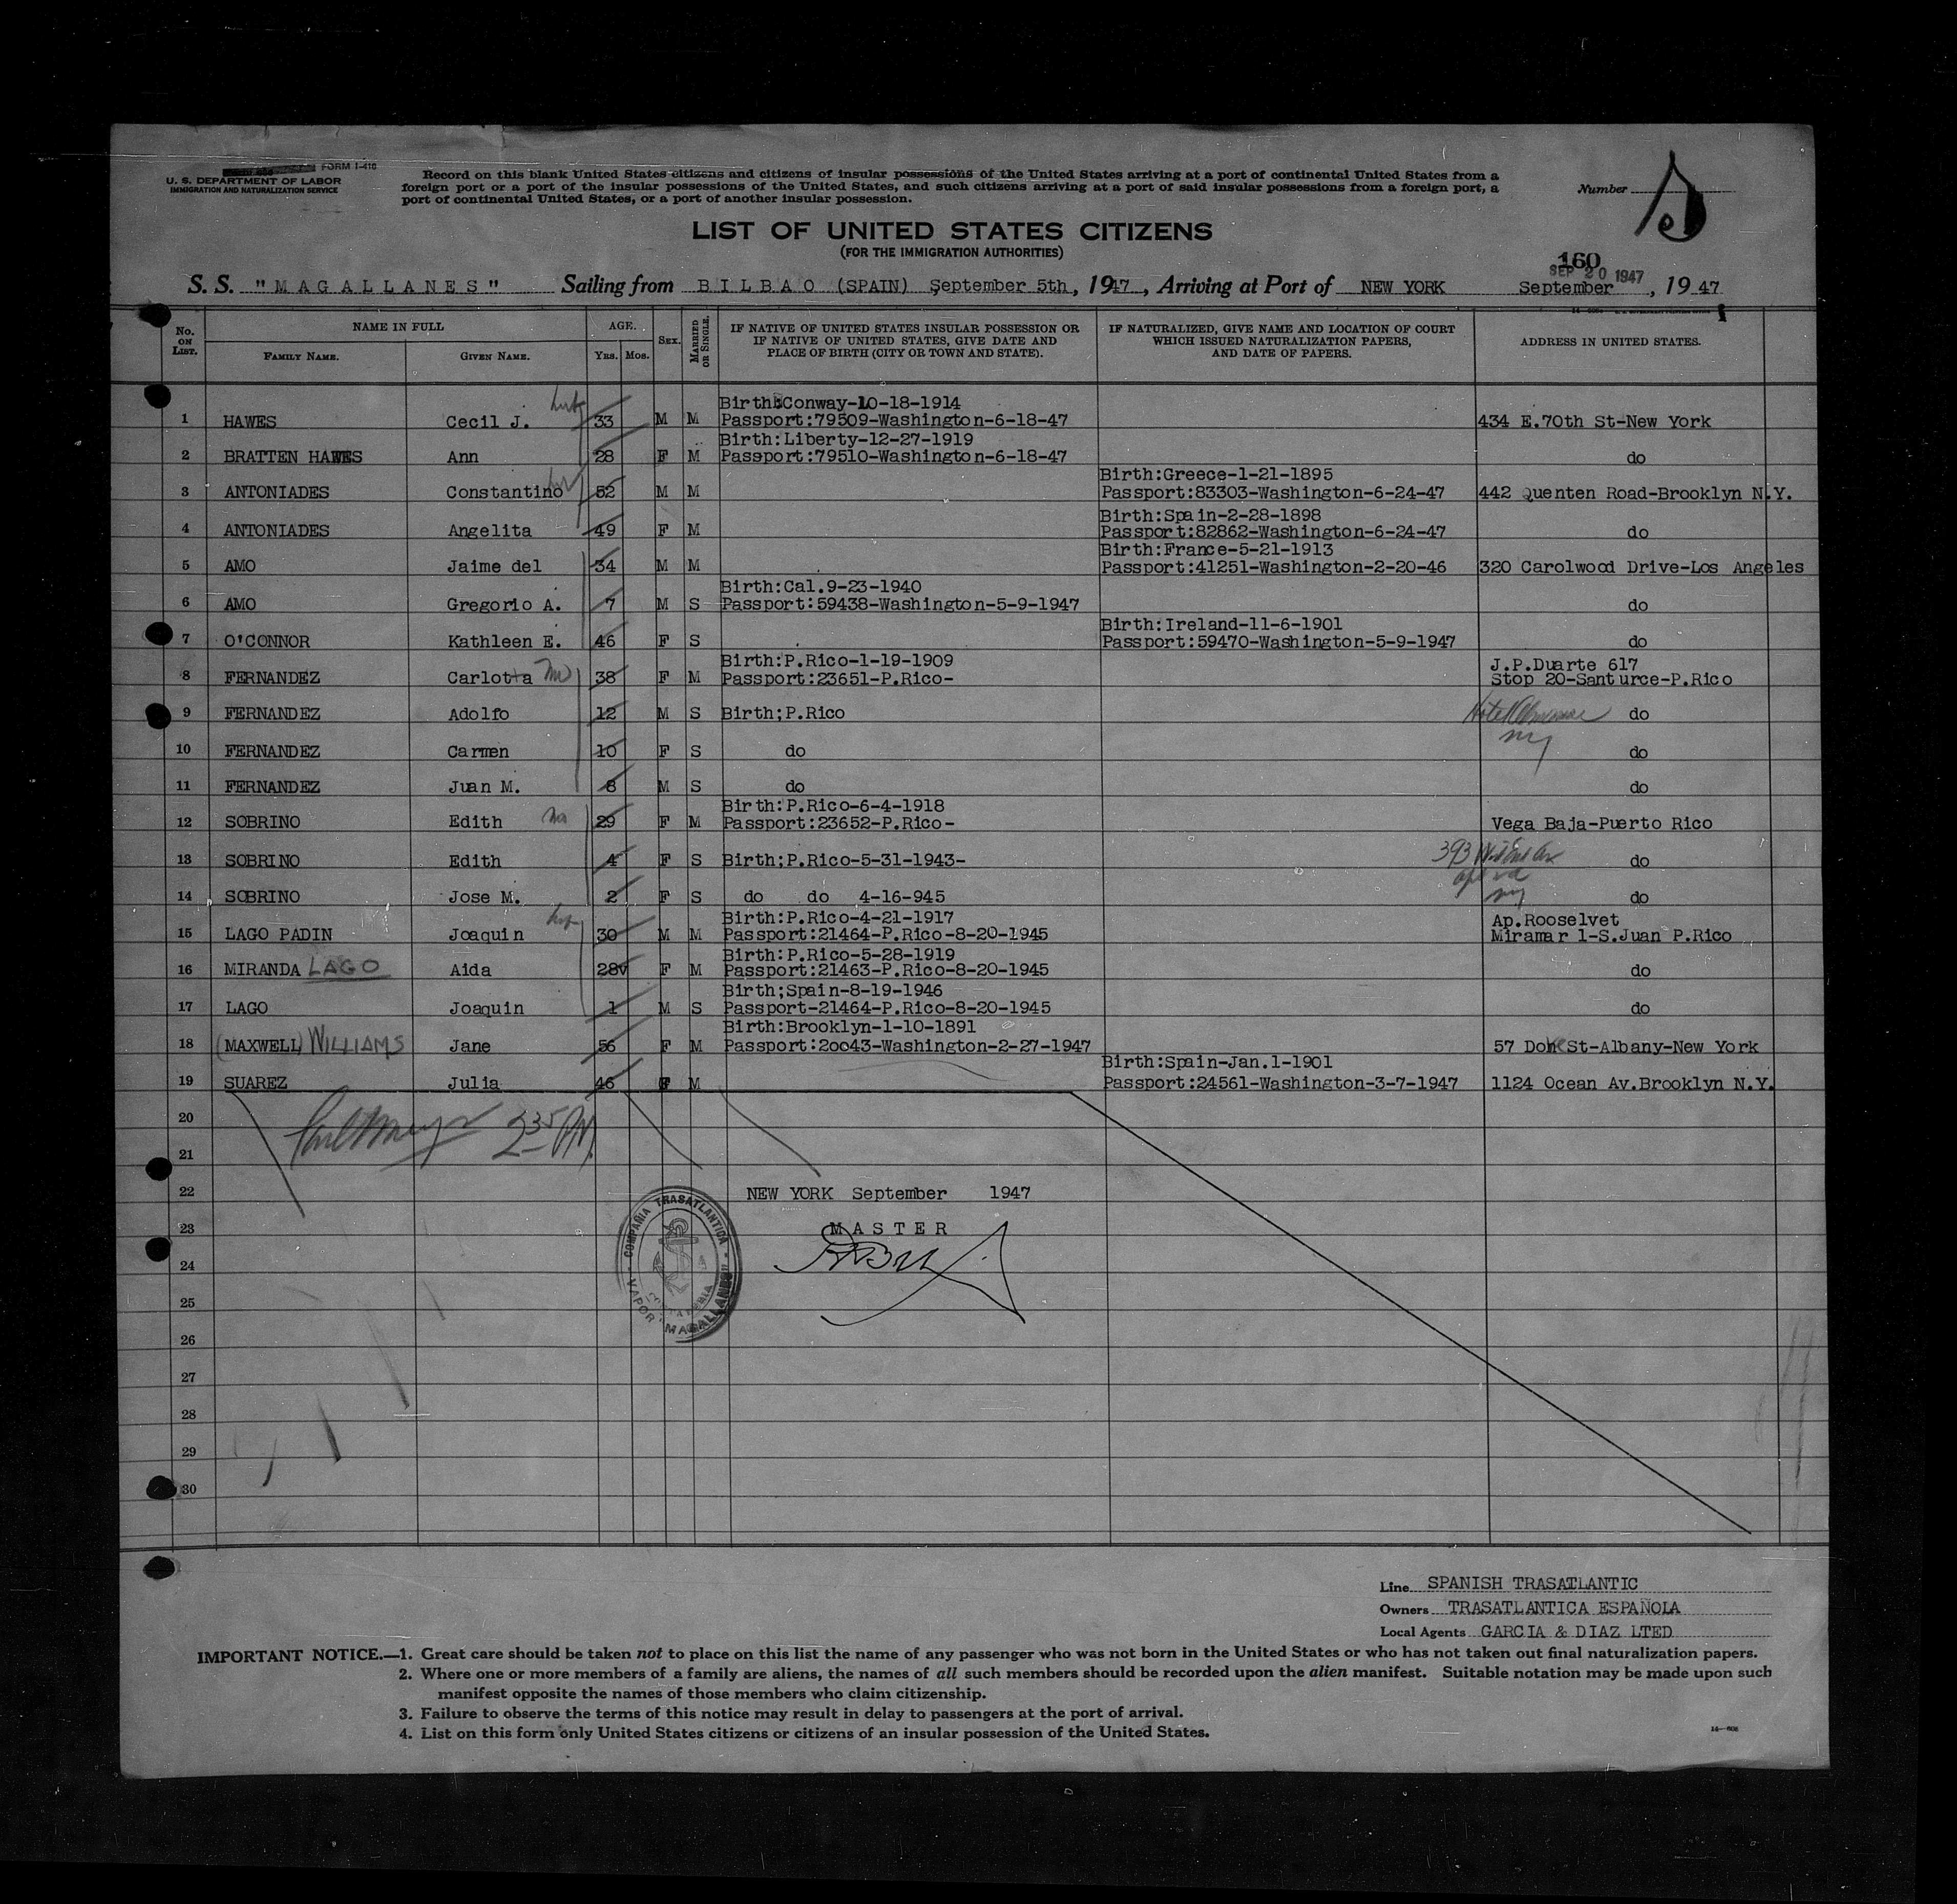 FORM I-416
U. S. DEPARTMENT OF LABOR
IMMIGRATION AND NATURALIZATION SERVICE
Record on this blank United States citizens and citizens of insular possessions of the United States arriving at a port of continental United States from a
foreign port or a port of the insular possessions of the United States, and such citizens arriving at a port of said insular possessions from a foreign port, a
port of continental United States, or a port of another insular possession.
Number
LIST OF UNITED STATES CITIZENS
(FOR THE IMMIGRATION AUTHORITIES)
160
SEP 20 1947
S. S. "MAGALLANES" Sailing from BILBAO (SPAIN) September 5th, 1947, Arriving at Port of NEW YORK September, 1947
No. ON LIST. NAME IN FULL FAMILY NAME. GIVEN NAME. AGE. YRS. MOS. SEX. MARRIED OR SINGLE. IF NATIVE OF UNITED STATES INSULAR POSSESSION OR IF NATIVE OF UNITED STATES, GIVE DATE AND PLACE OF BIRTH (CITY OR TOWN AND STATE). IF NATURALIZED, GIVE NAME AND LOCATION OF COURT WHICH ISSUED NATURALIZATION PAPERS, AND DATE OF PAPERS. ADDRESS IN UNITED STATES.
Birth:Conway-10-18-1914
1 HAWES Cecil J. 33 M M Passport:79509-Washington-6-18-47 434 E.70th St-New York
Birth:Liberty-12-27-1919
2 BRATTEN HAWES Ann 28 F M Passport:79510-Washington-6-18-47 do
Birth:Greece-1-21-1895
3 ANTONIADES Constantino 52 M M Passport:83303-Washington-6-24-47 442 Quenten Road-Brooklyn N.Y.
Birth:Spain-2-28-1898
4 ANTONIADES Angelita 49 F M Passport:82862-Washington-6-24-47 do
Birth:France-5-21-1913
5 AMO Jaime del 34 M M Passport:41251-Washington-2-20-46 320 Carolwood Drive-Los Angeles
Birth:Cal.9-23-1940
6 AMO Gregorio A. 7 M S Passport:59438-Washington-5-9-1947 do
Birth:Ireland-11-6-1901
7 O'CONNOR Kathleen E. 46 F S Passport:59470-Washington-5-9-1947 do
Birth:P.Rico-1-19-1909 J.P.Duarte 617
8 FERNANDEZ Carlotta 38 F M Passport:23651-P.Rico- Stop 20-Santurce-P.Rico
9 FERNANDEZ Adolfo 12 M S Birth;P.Rico do
10 FERNANDEZ Carmen 10 F S do do
11 FERNANDEZ Juan M. 8 M S do do
Birth:P.Rico-6-4-1918
12 SOBRINO Edith 29 F M Passport:23652-P.Rico- Vega Baja-Puerto Rico
13 SOBRINO Edith 4 F S Birth;P.Rico-5-31-1943- 393 do
14 SOBRINO Jose M. 2 F S do do 4-16-945 do
Birth:P.Rico-4-21-1917 Ap.Rooselvet
15 LAGO PADIN Joaquin 30 M M Passport:21464-P.Rico-8-20-1945 Miramar 1-S.Juan P.Rico
Birth:P.Rico-5-28-1919
16 MIRANDA LAGO Aida 28 F M Passport:21463-P.Rico-8-20-1945 do
Birth;Spain-8-19-1946
17 LAGO Joaquin 1 M S Passport-21464-P.Rico-8-20-1945 do
Birth:Brooklyn-1-10-1891
18 (MAXWELL) WILLIAMS Jane 56 F M Passport:20043-Washington-2-27-1947 57 Dove St-Albany-New York
Birth:Spain-Jan.1-1901
19 SUAREZ Julia 46 F M Passport:24561-Washington-3-7-1947 1124 Ocean Av.Brooklyn N.Y.
20
2 35 PM
21
22 NEW YORK September 1947
23 MASTER
COMPAÑIA TRASATLANTICA
VAPOR "MAGALLANES"
24
25
26
27
28
29
30
Line SPANISH TRASATLANTIC
Owners TRASATLANTICA ESPAÑOLA
Local Agents GARCIA & DIAZ LTED
IMPORTANT NOTICE.—1. Great care should be taken not to place on this list the name of any passenger who was not born in the United States or who has not taken out final naturalization papers.
2. Where one or more members of a family are aliens, the names of all such members should be recorded upon the alien manifest. Suitable notation may be made upon such
manifest opposite the names of those members who claim citizenship.
3. Failure to observe the terms of this notice may result in delay to passengers at the port of arrival.
4. List on this form only United States citizens or citizens of an insular possession of the United States.